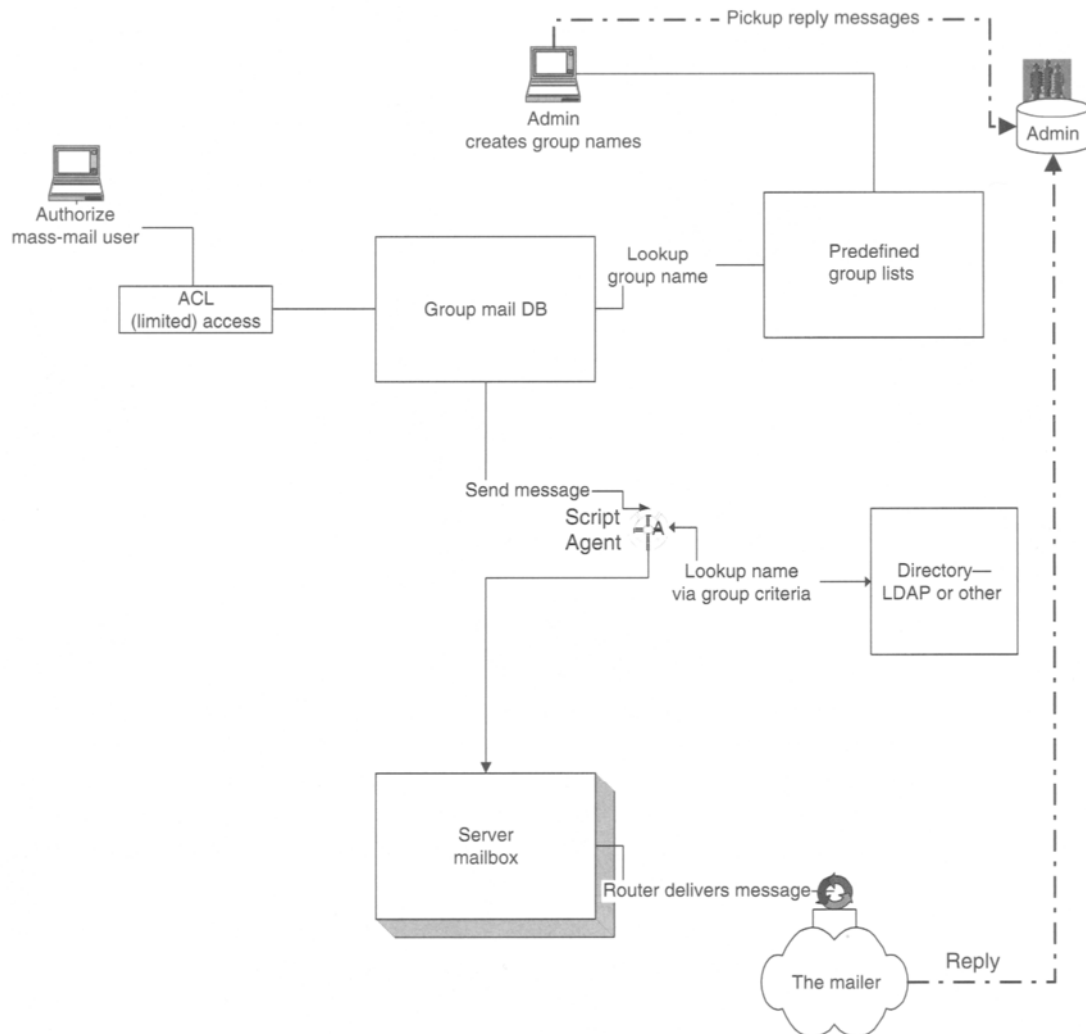 Pickup reply messages
Admin
creates group names
Admin
Authorize
mass-mail user
ACL
(limited) access
Group mail DB
Lookup
group name
Predefined
group lists
Send message
Script
Agent
A
Lookup name
via group criteria
Directory—
LDAP or other
Server
mailbox
Router delivers message
The mailer
Reply